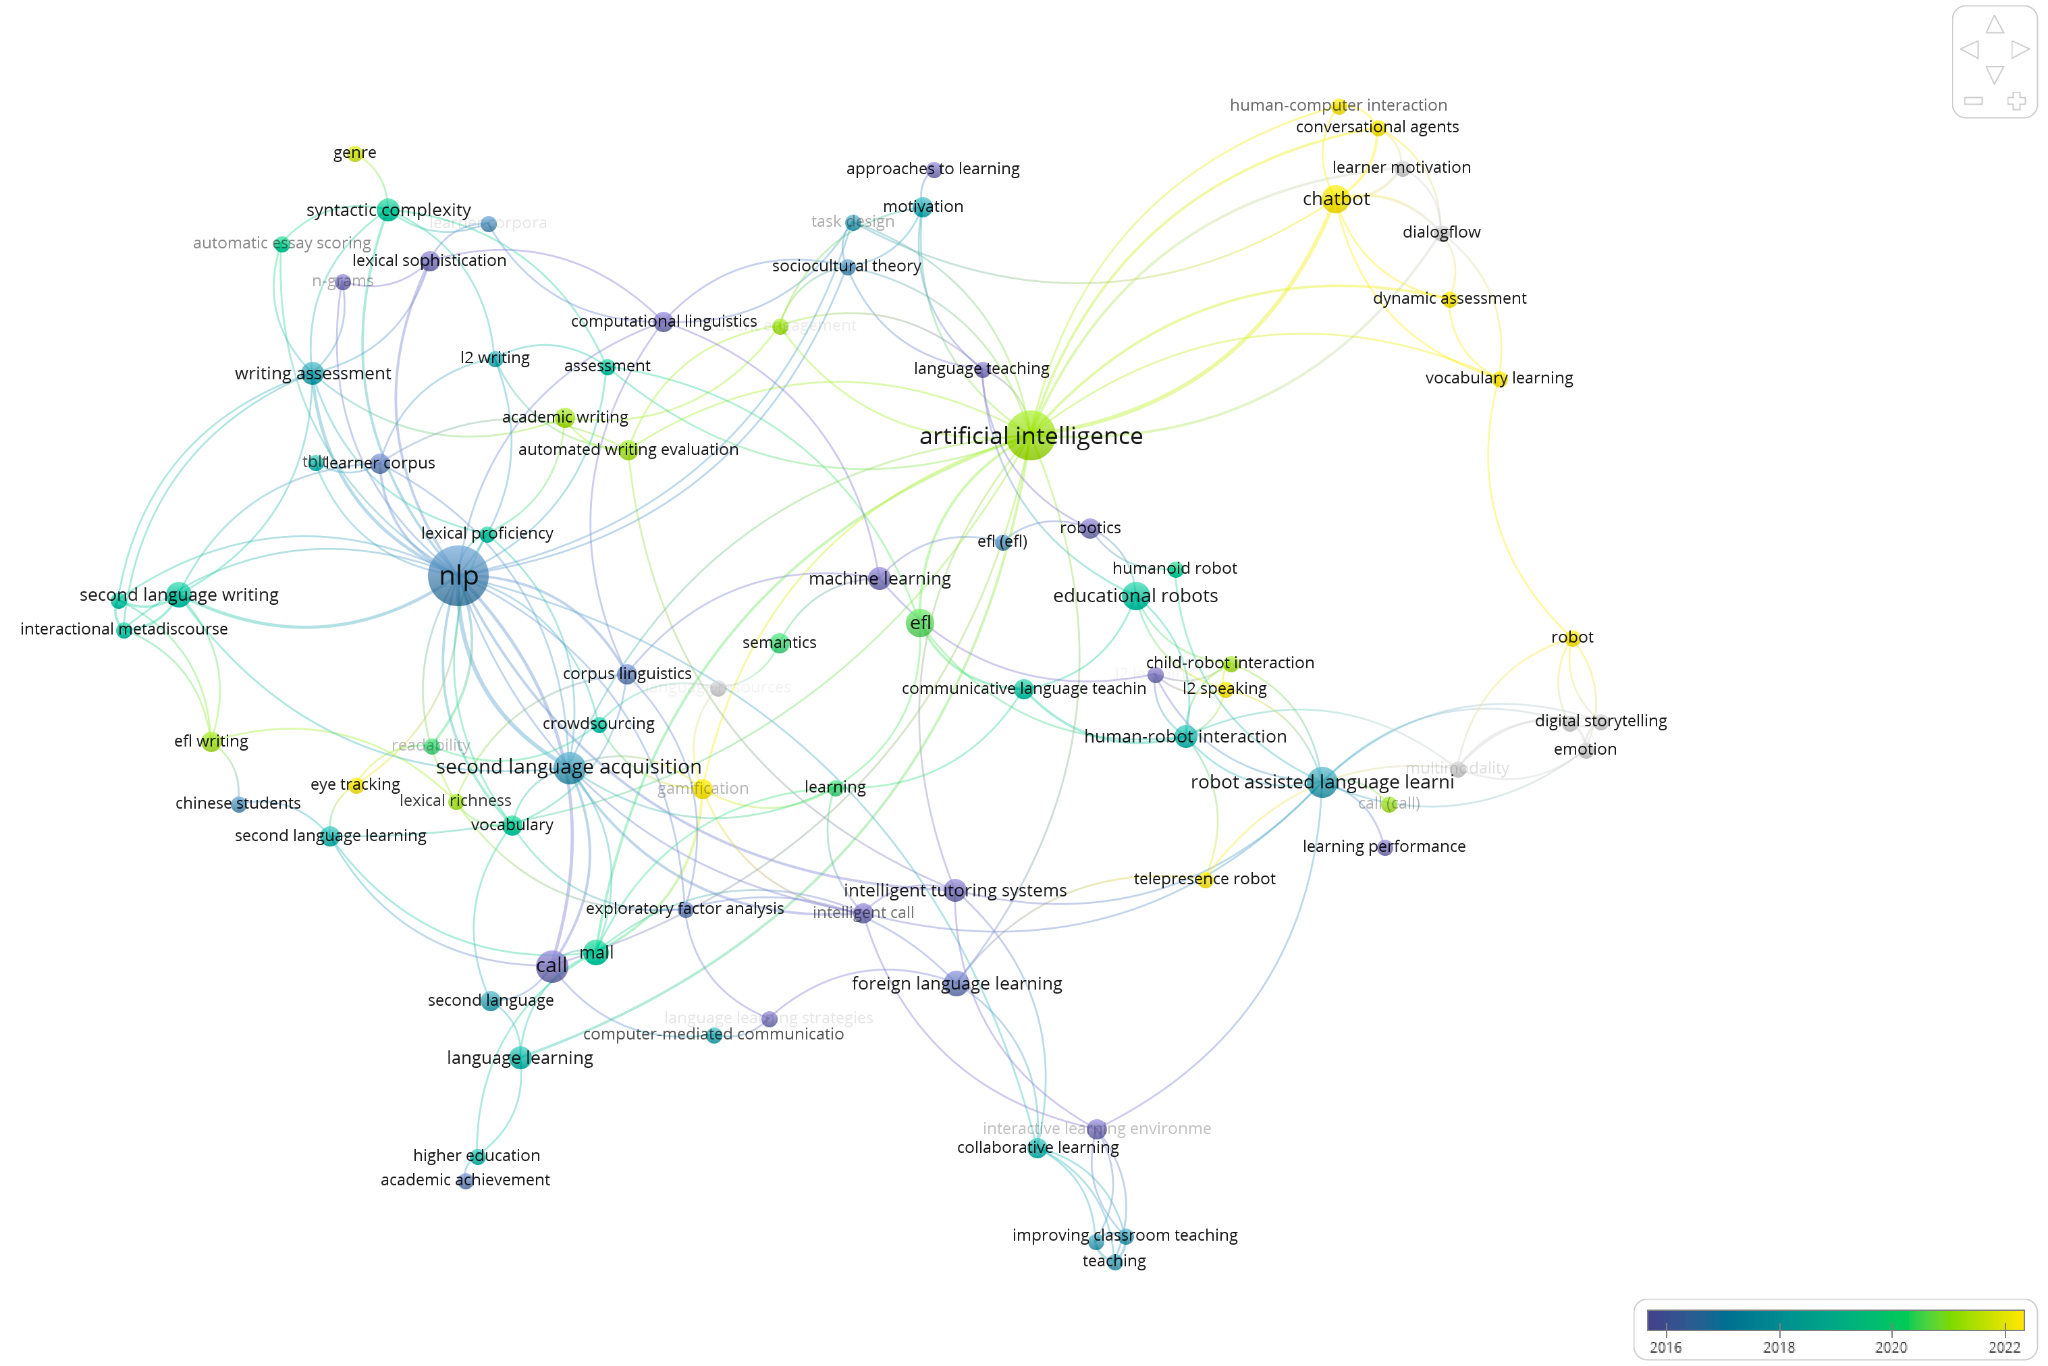 human-computer interaction
conversational agents
genre
approaches to learning
learner motivation
chatbot
syntactic complexity
motivation
task design
learner corpora
dialogflow
automatic essay scoring
lexical sophistication
sociocultural theory
n-grams
dynamic assessment
computational linguistics
l2 writing
assessment
language teaching
writing assessment
vocabulary learning
academic writing
artificial intelligence
automated writing evaluation
learner corpus
robotics
lexical proficiency
efl (efl)
humanoid robot
nlp
machine learning
second language writing
educational robots
efl
interactional metadiscourse
robot
semantics
child-robot interaction
corpus linguistics
communicative language teachin
l2 speaking
crowdsourcing
digital storytelling
efl writing
readability
human-robot interaction
emotion
second language acquisition
multimodality
eye tracking
gamification
learning
robot assisted language learni
chinese students
lexical richness
call (call)
vocabulary
second language learning
learning performance
telepresence robot
intelligent tutoring systems
exploratory factor analysis
intelligent call
mall
call
foreign language learning
second language
language learning strategies
computer-mediated communicatio
language learning
interactive learning environme
collaborative learning
higher education
academic achievement
improving classroom teaching
teaching
2016
2018
2020
2022